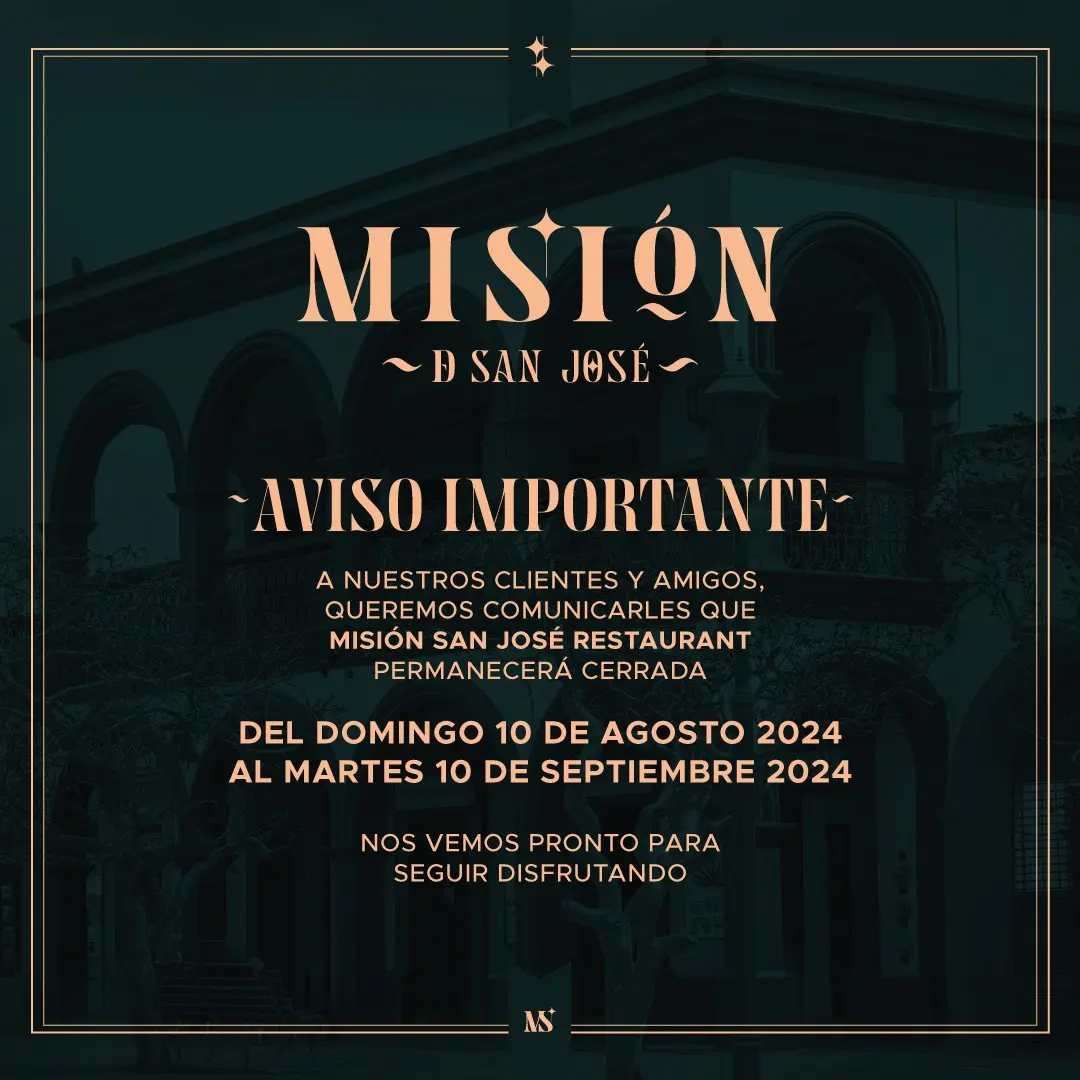 MISIÓN
~ D SAN JOSÉ ~
~AVISO IMPORTANTE~
A NUESTROS CLIENTES Y AMIGOS,
QUEREMOS COMUNICARLES QUE
MISIÓN SAN JOSÉ RESTAURANT
PERMANECERÁ CERRADA
DEL DOMINGO 10 DE AGOSTO 2024
AL MARTES 10 DE SEPTIEMBRE 2024
NOS VEMOS PRONTO PARA
SEGUIR DISFRUTANDO
MS